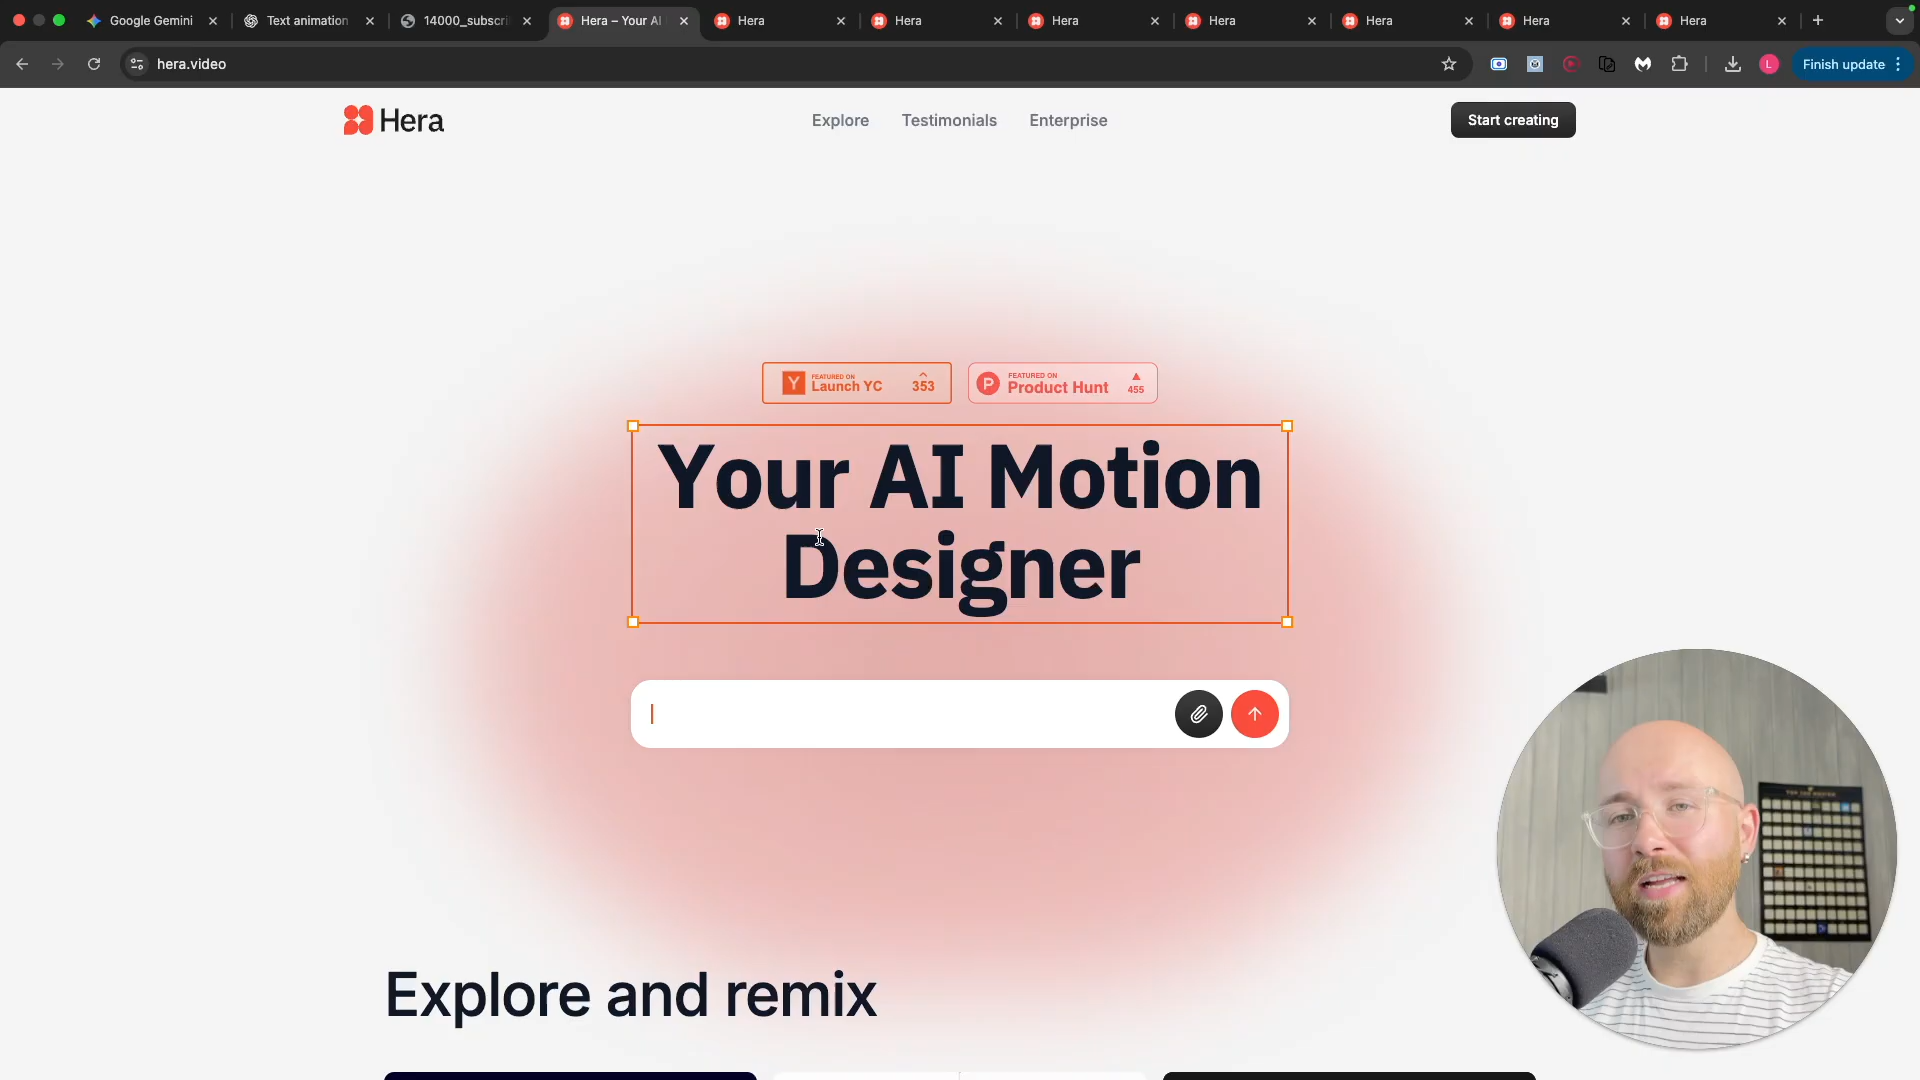 Google Gemini
Text animation
14000_subscri
Hera – Your AI
Hera
Hera
Hera
Hera
Hera
Hera
Hera
hera.video
L
Finish update
Hera
Explore
Testimonials
Enterprise
Start creating
Y
FEATURED ON
Launch YC
353
P
FEATURED ON
Product Hunt
455
Your AI Motion
Designer
Explore and remix